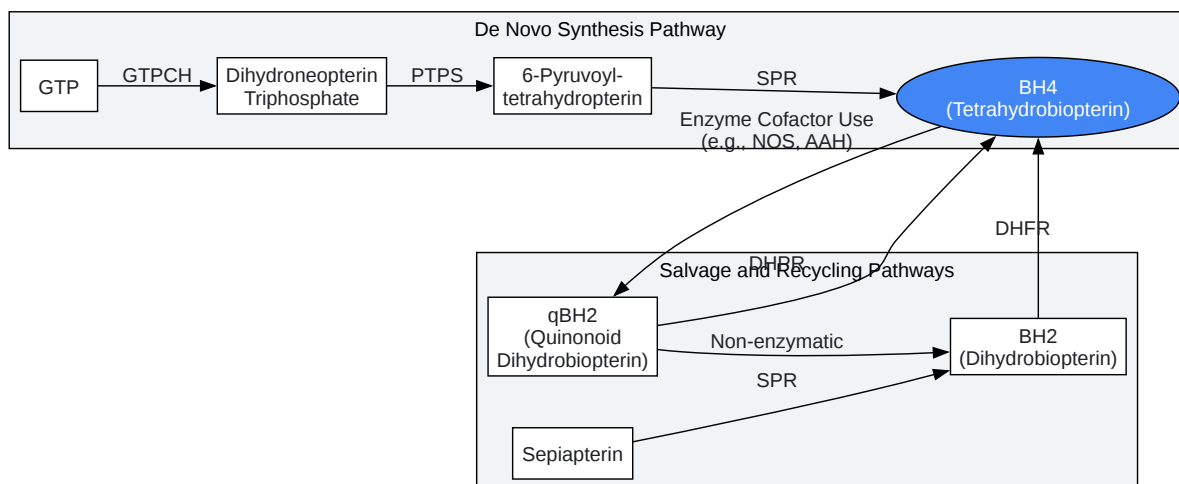 De Novo Synthesis Pathway
GTP
GTPCH
Dihydroneopterin
Triphosphate
PTPS
6-Pyruvoyl-
tetrahydropterin
SPR
BH4
(Tetrahydrobiopterin)
Enzyme Cofactor Use
(e.g., NOS, AAH)
DHFR
DHPR
Salvage and Recycling Pathways
qBH2
(Quinonoid
Dihydrobiopterin)
Non-enzymatic
BH2
(Dihydrobiopterin)
SPR
Sepiapterin